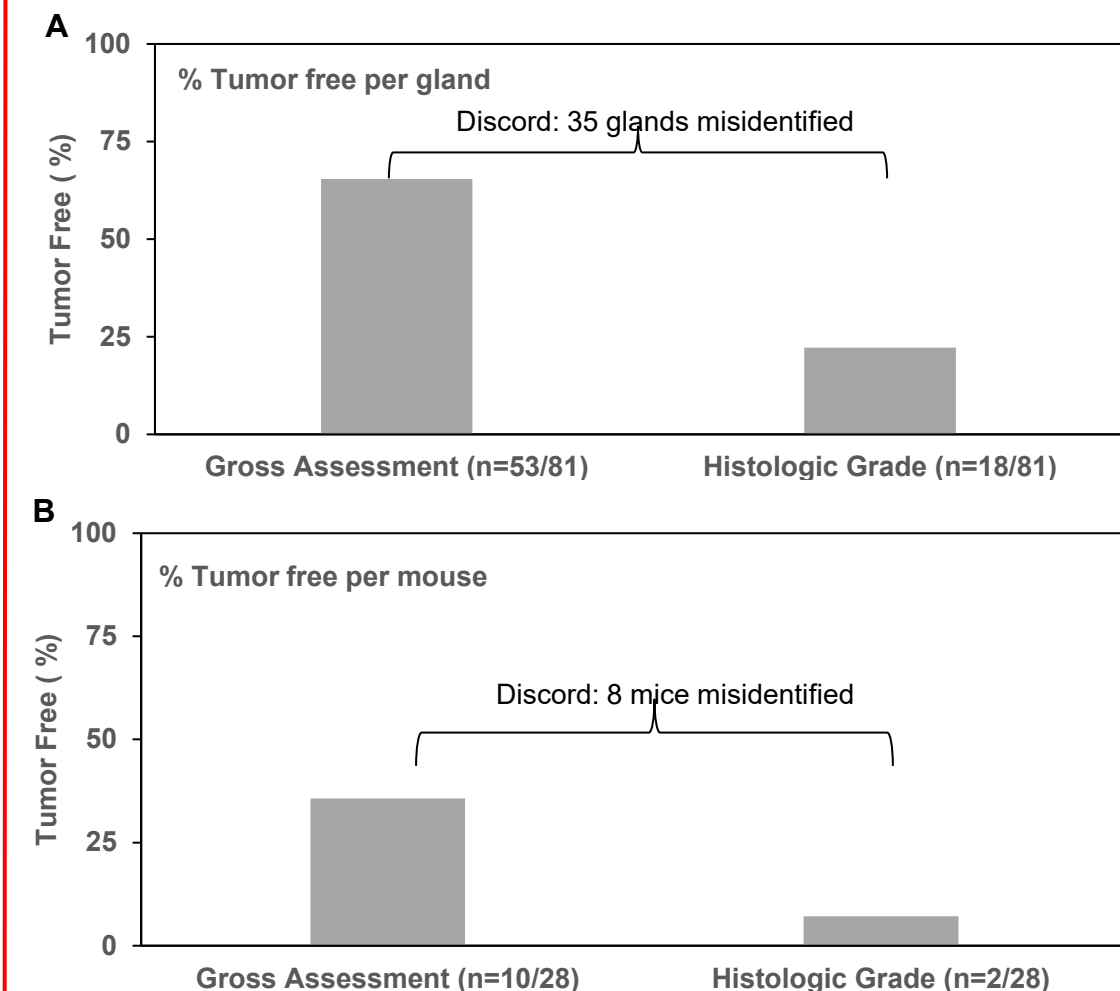 A
100
% Tumor free per gland
Discord: 35 glands misidentified
75
Tumor Free ( %)
50
25
0
Gross Assessment (n=53/81)
Histologic Grade (n=18/81)
B
100
% Tumor free per mouse
75
Discord: 8 mice misidentified
Tumor Free ( %)
50
25
0
Gross Assessment (n=10/28)
Histologic Grade (n=2/28)